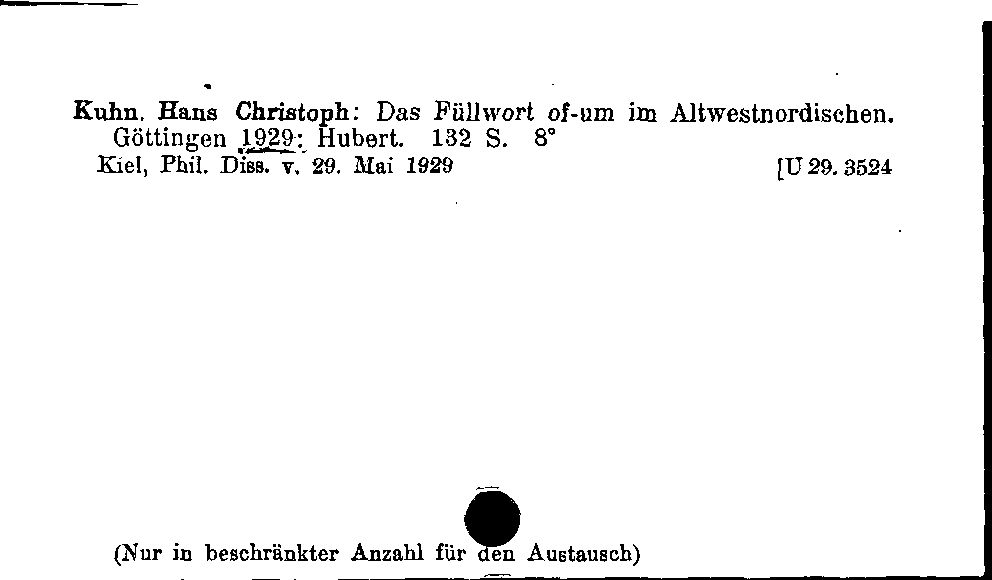 Kuhn, Hans Christoph: Das Füllwort of-um im Altwestnordischen.
Göttingen 1929: Hubert. 132 S. 8°
Kiel, Phil. Diss. v. 29. Mai 1929 [U 29. 3524
(Nur in beschränkter Anzahl für den Austausch)